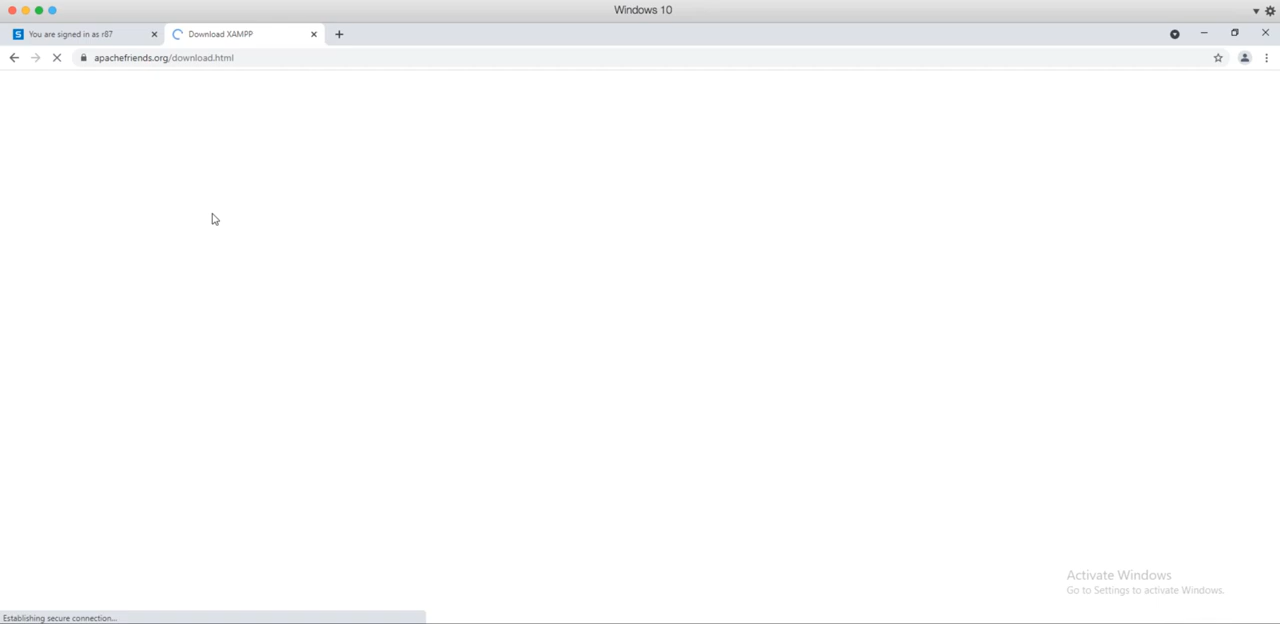 Windows 10
S You are signed in as r87
Download XAMPP
apachefriends.org/download.html
Activate Windows
Go to Settings to activate Windows.
Establishing secure connection...